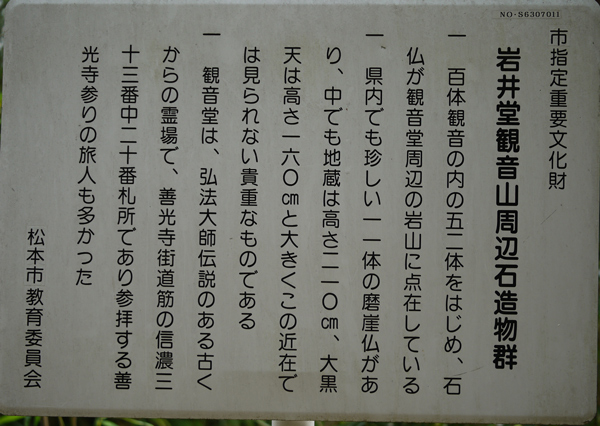 NO-S6307011
市指定重要文化財
岩井堂観音山周辺石造物群
一 百体観音の内の五二体をはじめ、石
仏が観音堂周辺の岩山に点在している
一 県内でも珍しい一一体の磨崖仏があ
り、中でも地蔵は高さ二一〇㎝、大黒
天は高さ一六〇㎝と大きくこの近在で
は見られない貴重なものである
一 観音堂は、弘法大師伝説のある古く
からの霊場で、善光寺街道筋の信濃三
十三番中二十番札所であり参拝する善
光寺参りの旅人も多かった
松本市教育委員会